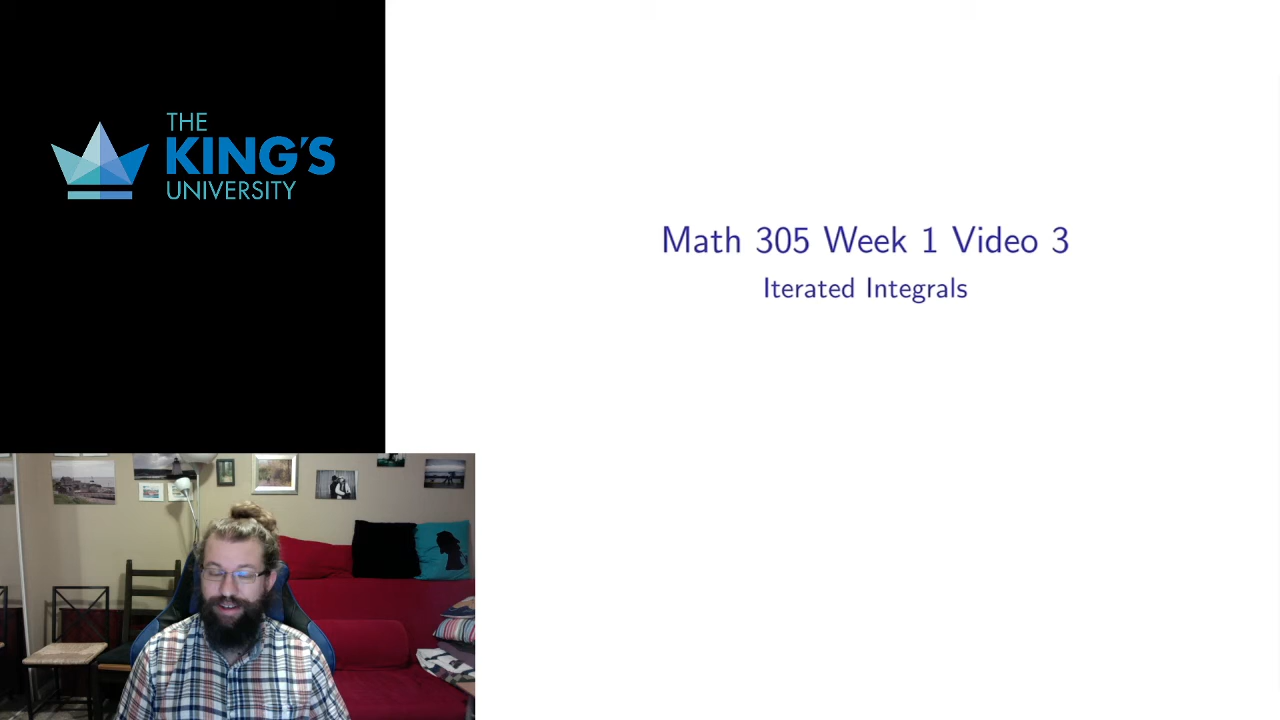 THE
KING'S
UNIVERSITY
Math 305 Week 1 Video 3
Iterated Integrals